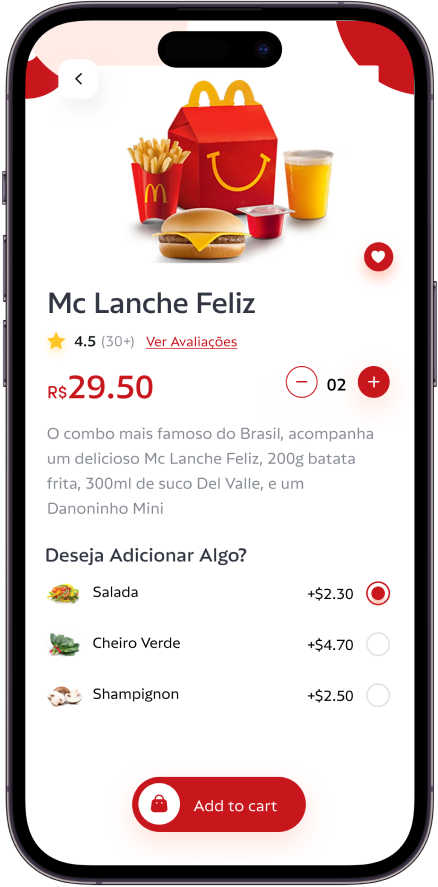 Mc Lanche Feliz
4.5 (30+) Ver Avaliações
R$29.50
02
O combo mais famoso do Brasil, acompanha
um delicioso Mc Lanche Feliz, 200g batata
frita, 300ml de suco Del Valle, e um
Danoninho Mini
Deseja Adicionar Algo?
Salada +$2.30
Cheiro Verde +$4.70
Shampignon +$2.50
Add to cart